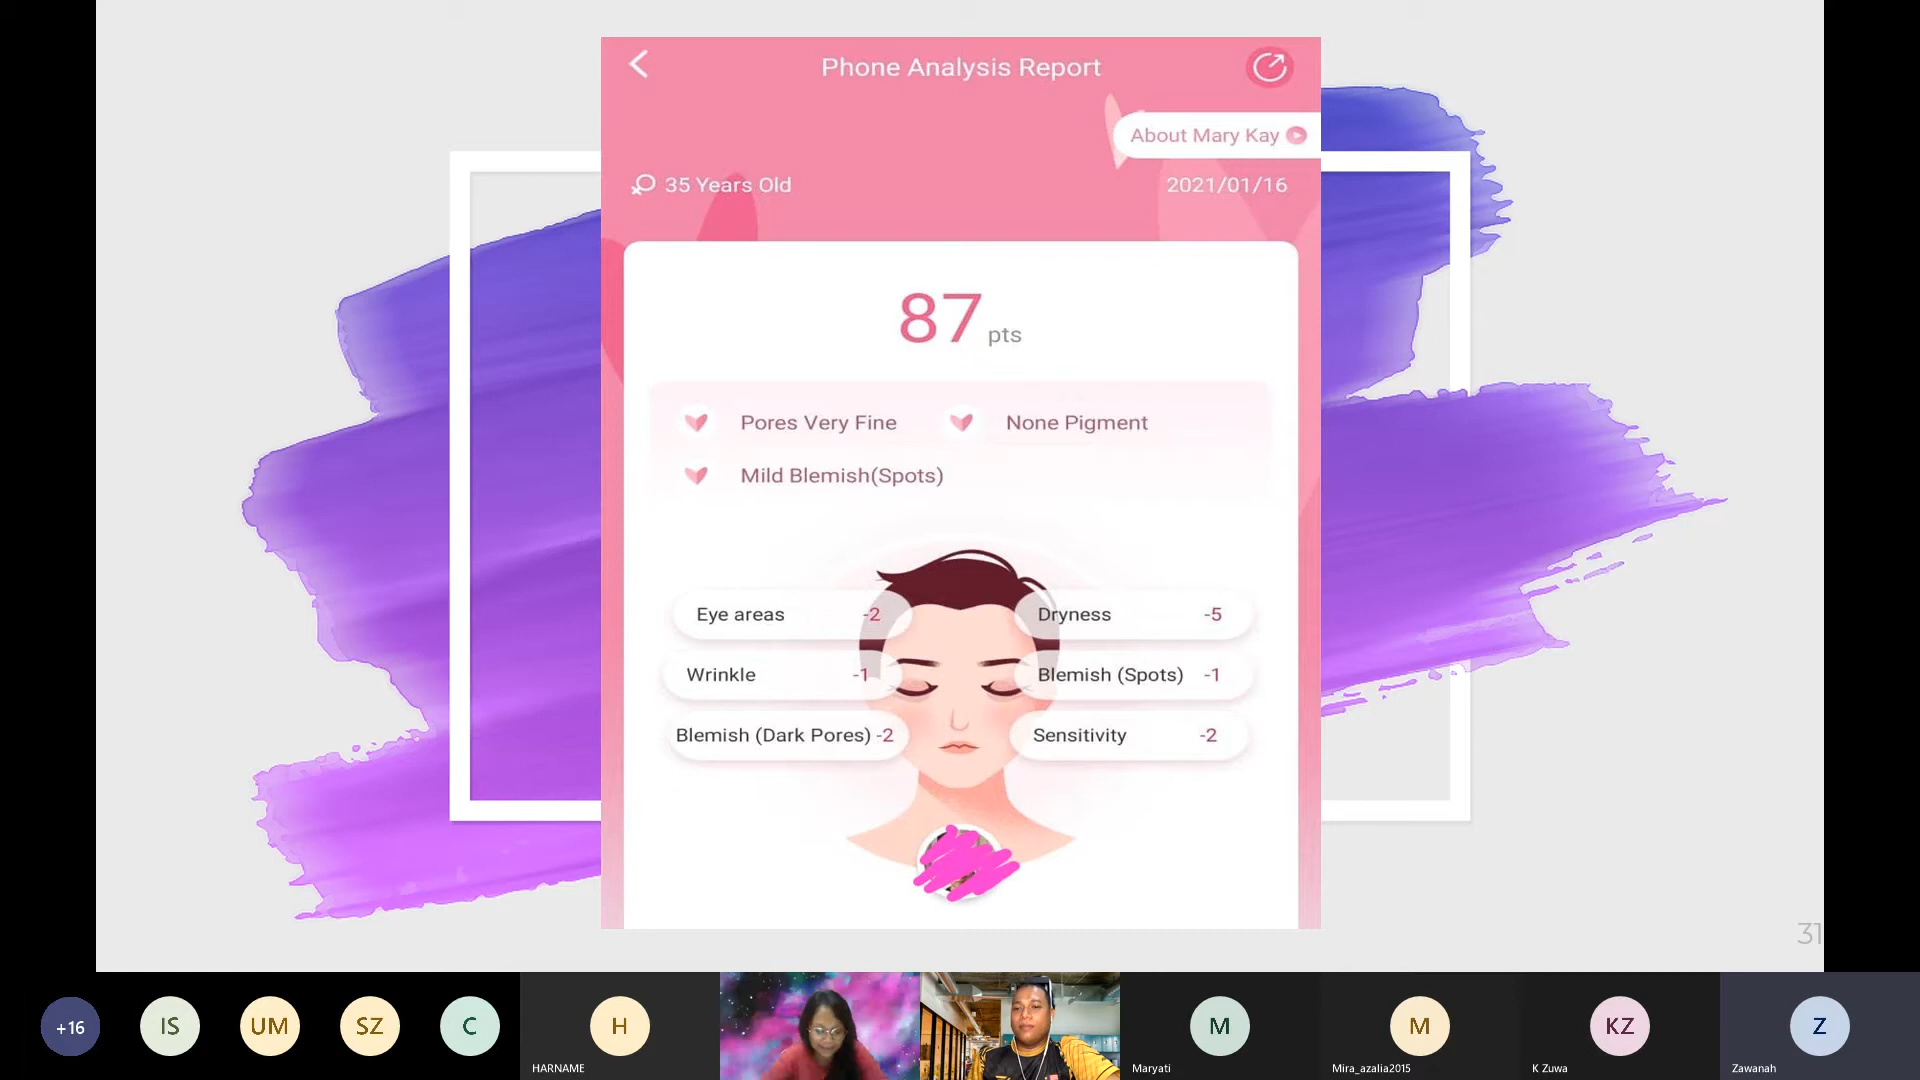 Phone Analysis Report
About Mary Kay
35 Years Old
2021/01/16
87 pts
Pores Very Fine
None Pigment
Mild Blemish(Spots)
Eye areas -2
Dryness -5
Wrinkle -1
Blemish (Spots) -1
Blemish (Dark Pores) -2
Sensitivity -2
31
+16
IS
UM
SZ
C
H
M
M
KZ
Z
HARNAME
Maryati
Mira_azalia2015
K Zuwa
Zawanah